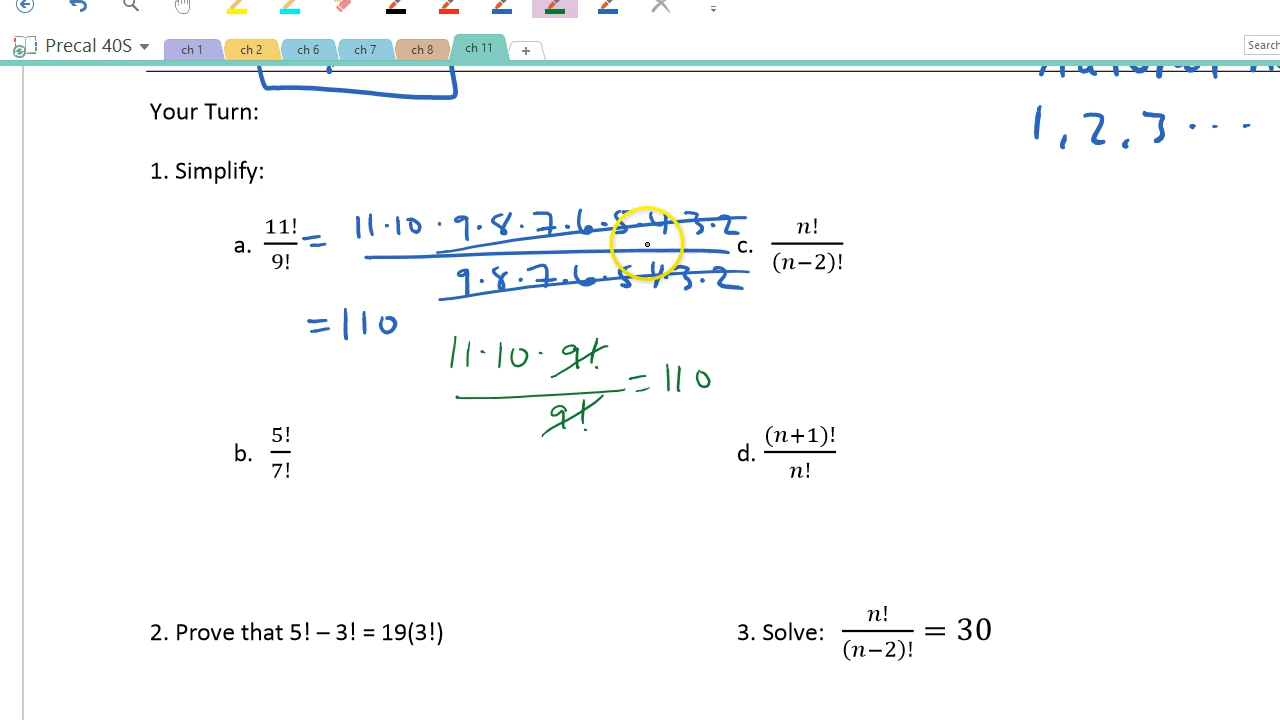 Precal 40S ch 1 ch 2 ch 6 ch 7 ch 8 ch 11 + Search
Your Turn:
1, 2, 3 . . .
1. Simplify:
a. 11!/9! = 11·10·9·8·7·6·5·4·3·2 / 9·8·7·6·5·4·3·2
= 110
11·10·9! / 9! = 110
c. n!/(n−2)!
b. 5!/7!
d. (n+1)!/n!
2. Prove that 5! – 3! = 19(3!)
3. Solve: n!/(n−2)! = 30